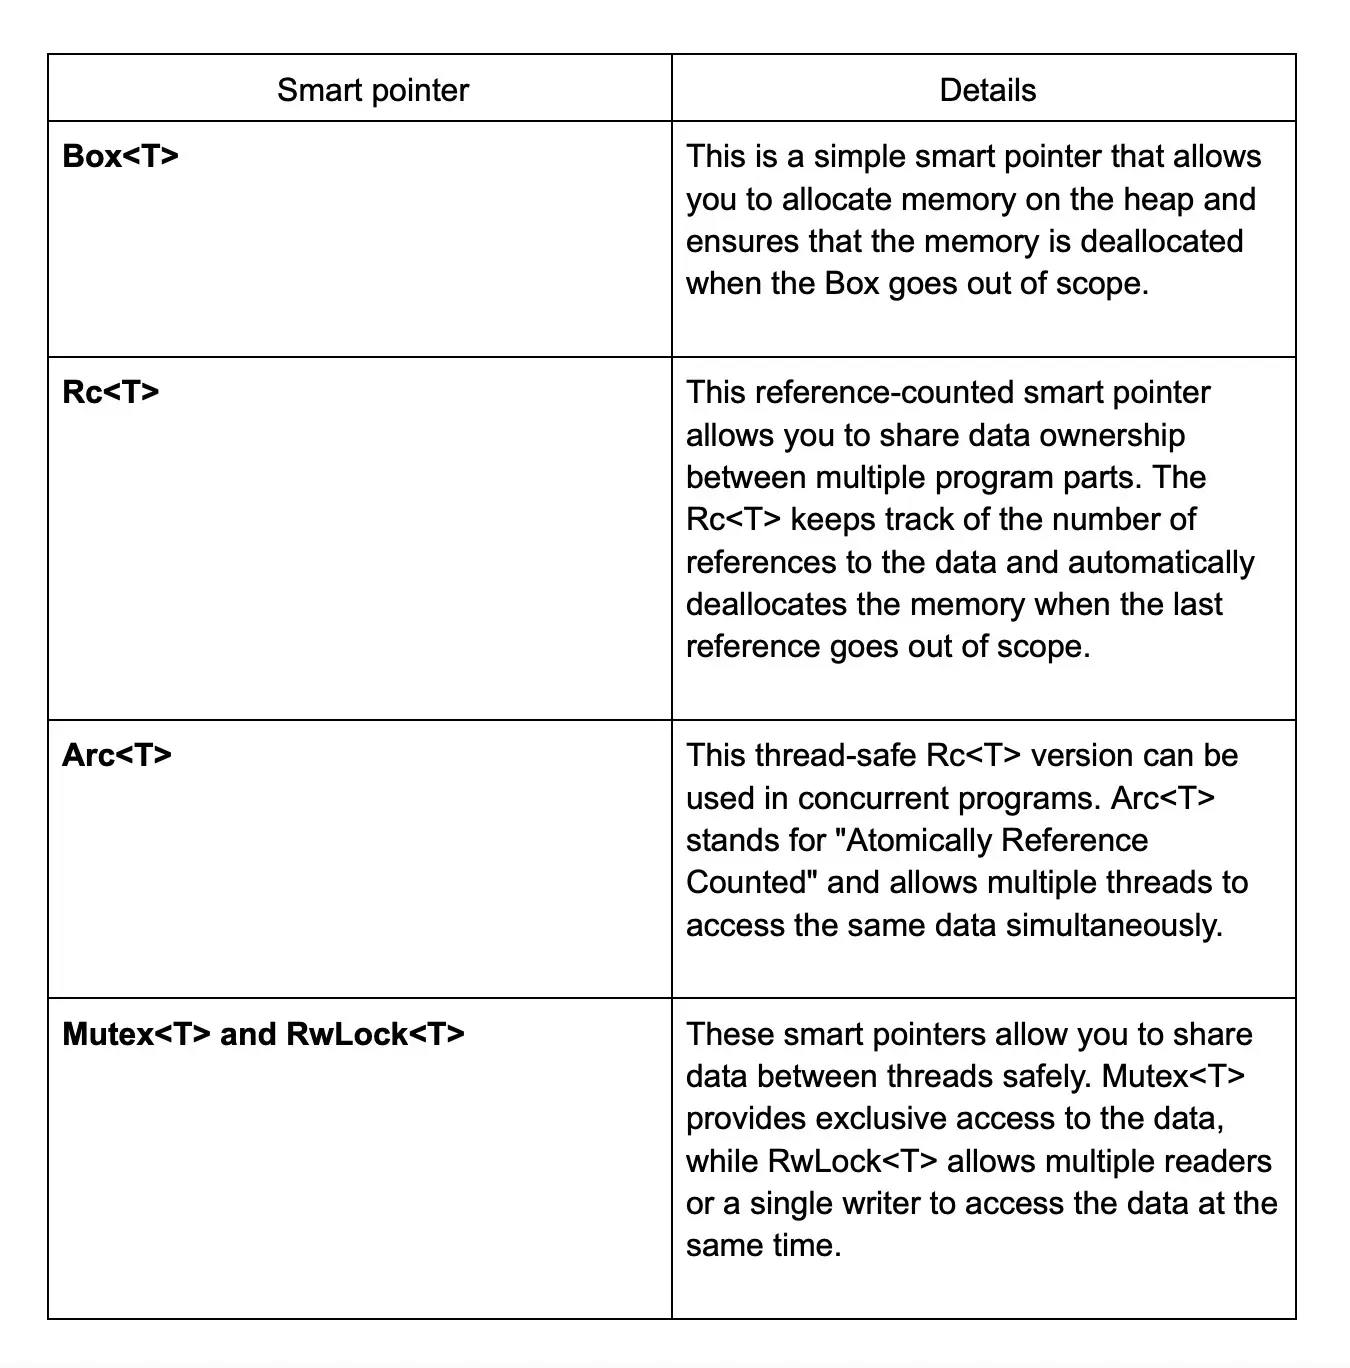 Smart pointer
Details
Box<T>
This is a simple smart pointer that allows
you to allocate memory on the heap and
ensures that the memory is deallocated
when the Box goes out of scope.
Rc<T>
This reference-counted smart pointer
allows you to share data ownership
between multiple program parts. The
Rc<T> keeps track of the number of
references to the data and automatically
deallocates the memory when the last
reference goes out of scope.
Arc<T>
This thread-safe Rc<T> version can be
used in concurrent programs. Arc<T>
stands for "Atomically Reference
Counted" and allows multiple threads to
access the same data simultaneously.
Mutex<T> and RwLock<T>
These smart pointers allow you to share
data between threads safely. Mutex<T>
provides exclusive access to the data,
while RwLock<T> allows multiple readers
or a single writer to access the data at the
same time.